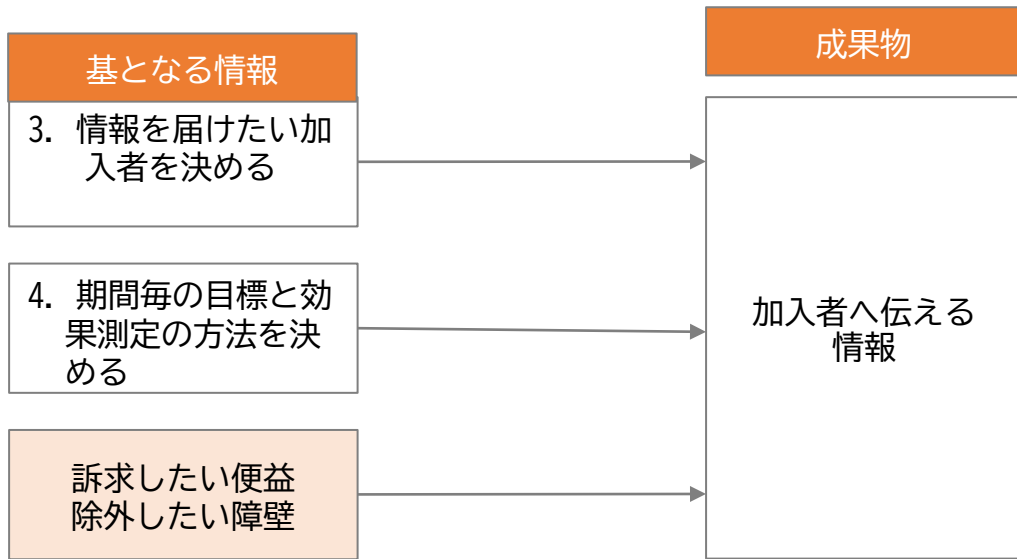 基となる情報
3. 情報を届けたい加
入者を決める
4. 期間毎の目標と効
果測定の方法を決
める
訴求したい便益
除外したい障壁
成果物
加入者へ伝える
情報